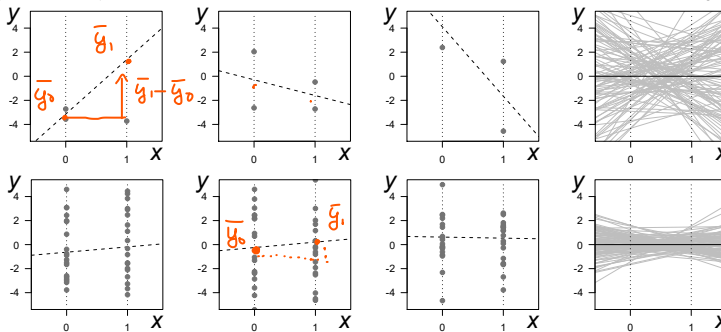 y y y y
4 ȳ₁ 4 4 4
2 2 2 2
0 ȳ₀ 0 0 0
-2 ȳ₁-ȳ₀ -2 -2 -2
-4 -4 -4 -4
0 1 x 0 1 x 0 1 x 0 1 x
y y y y
4 4 4 4
2 ȳ₀ ȳ₁ 2 2 2
0 0 0 0
-2 -2 -2 -2
-4 -4 -4 -4
0 1 x 0 1 x 0 1 x 0 1 x